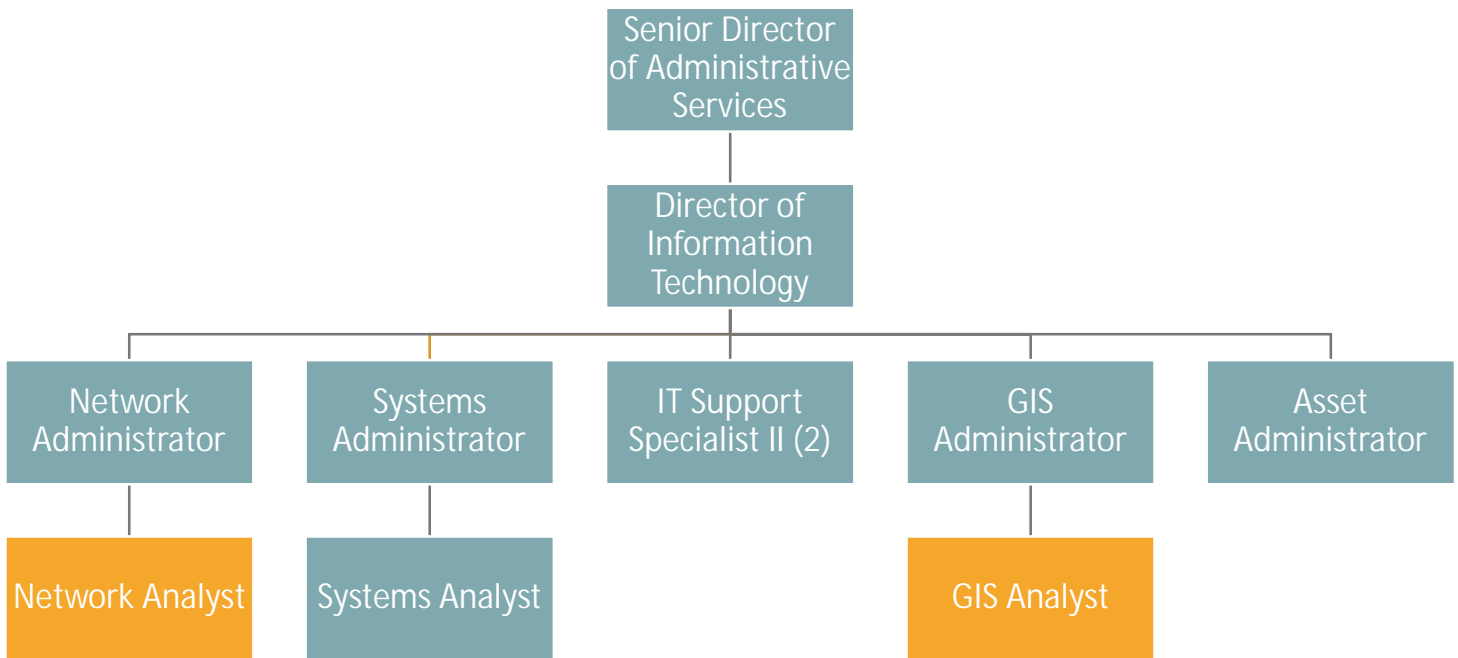 Senior Director
of Administrative
Services
Director of
Information
Technology
Network
Administrator
Systems
Administrator
IT Support
Specialist II (2)
GIS
Administrator
Asset
Administrator
Network Analyst
Systems Analyst
GIS Analyst